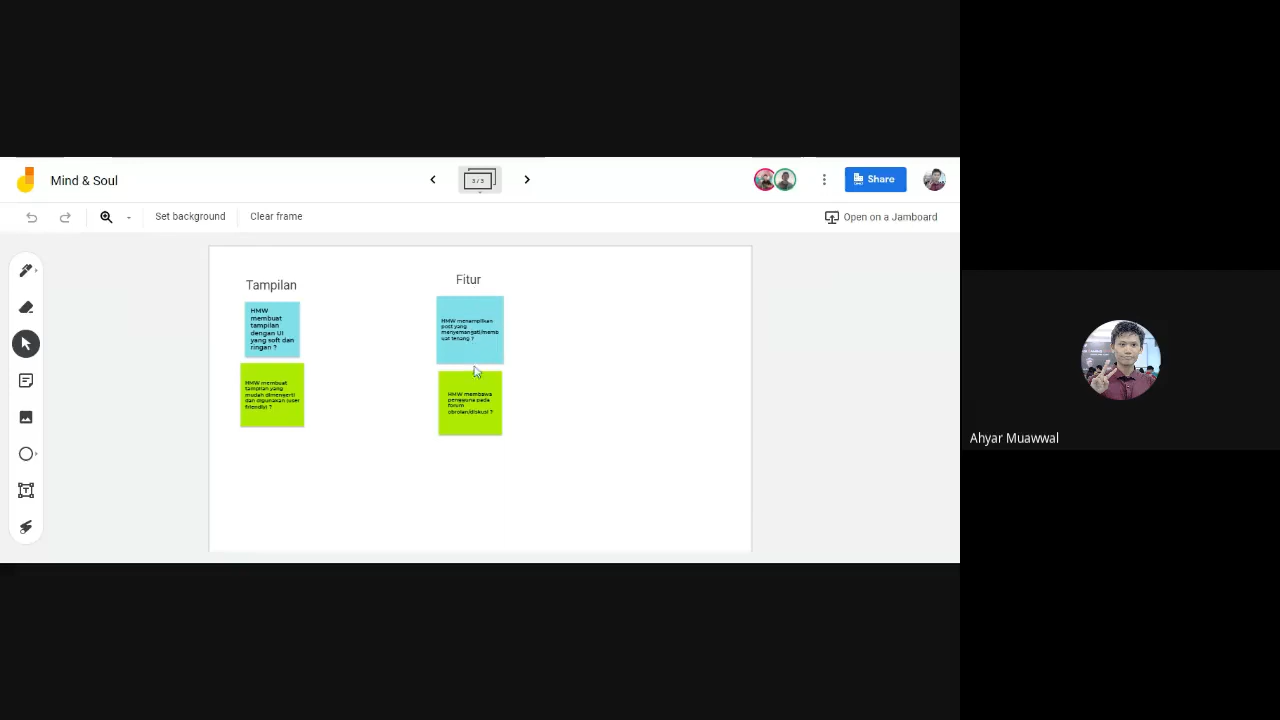 Mind & Soul
3 / 3
Share
Set background
Clear frame
Open on a Jamboard
Tampilan
HMW
membuat
tampilan
dengan UI
yang soft dan
ringan ?
HMW membuat
tampilan yang
mudah dimengerti
dan digunakan (user
friendly) ?
Fitur
HMW menampilkan
post yang
menyemangati/memb
uat tenang ?
HMW membawa
pengguna pada
forum
obrolan/diskusi ?
Ahyar Muawwal